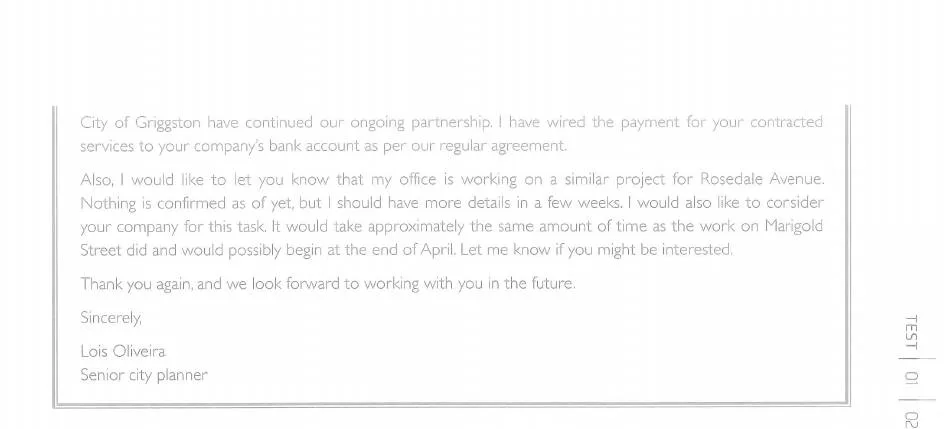 City of Griggston have continued our ongoing partnership. I have wired the payment for your contracted
services to your company's bank account as per our regular agreement.
Also, I would like to let you know that my office is working on a similar project for Rosedale Avenue.
Nothing is confirmed as of yet, but I should have more details in a few weeks. I would also like to consider
your company for this task. It would take approximately the same amount of time as the work on Marigold
Street did and would possibly begin at the end of April. Let me know if you might be interested.
Thank you again, and we look forward to working with you in the future.
Sincerely,
Lois Oliveira
Senior city planner
TEST
01
02